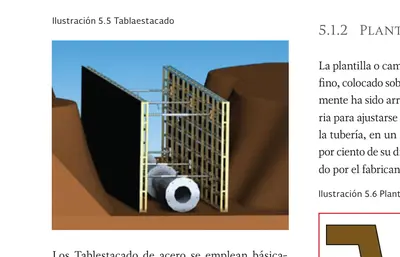 Ilustración 5.5 Tablaestacado
Los Tablestacado de acero se emplean básica-
5.1.2 PLANT
La plantilla o cam
fino, colocado sob
mente ha sido arr
ria para ajustarse
la tubería, en un
por ciento de su d
do por el fabrican
Ilustración 5.6 Plant